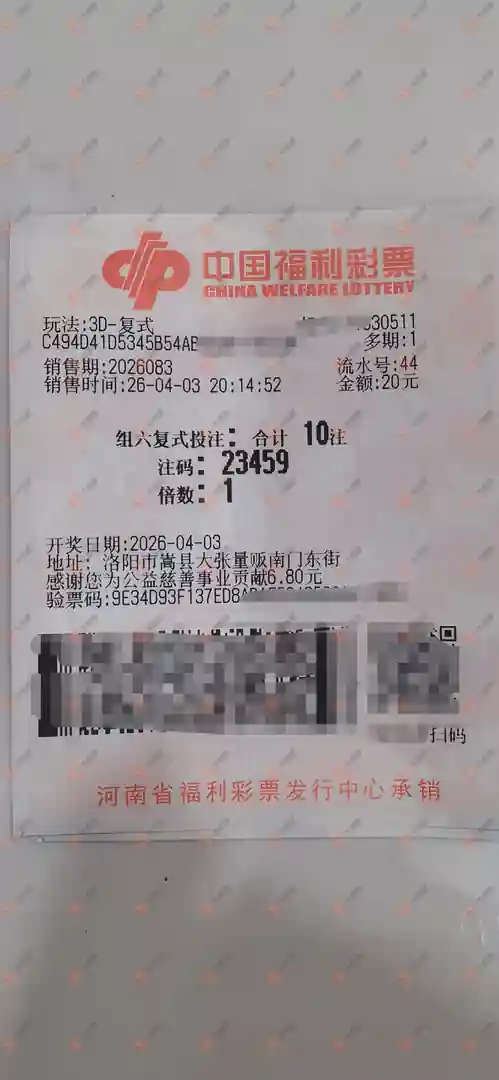 中国福利彩票
CHINA WELFARE LOTTERY
玩法:3D-复式
30511
C494D41D5345B54AB
多期:1
销售期:2026083
流水号:44
销售时间:26-04-03 20:14:52
金额:20元
组六复式投注: 合计 10注
注码: 23459
倍数: 1
开奖日期:2026-04-03
地址: 洛阳市嵩县大张量贩南门东街
感谢您为公益慈善事业贡献6.80元
验票码:9E34D93F137ED8
扫码
河南省福利彩票发行中心承销